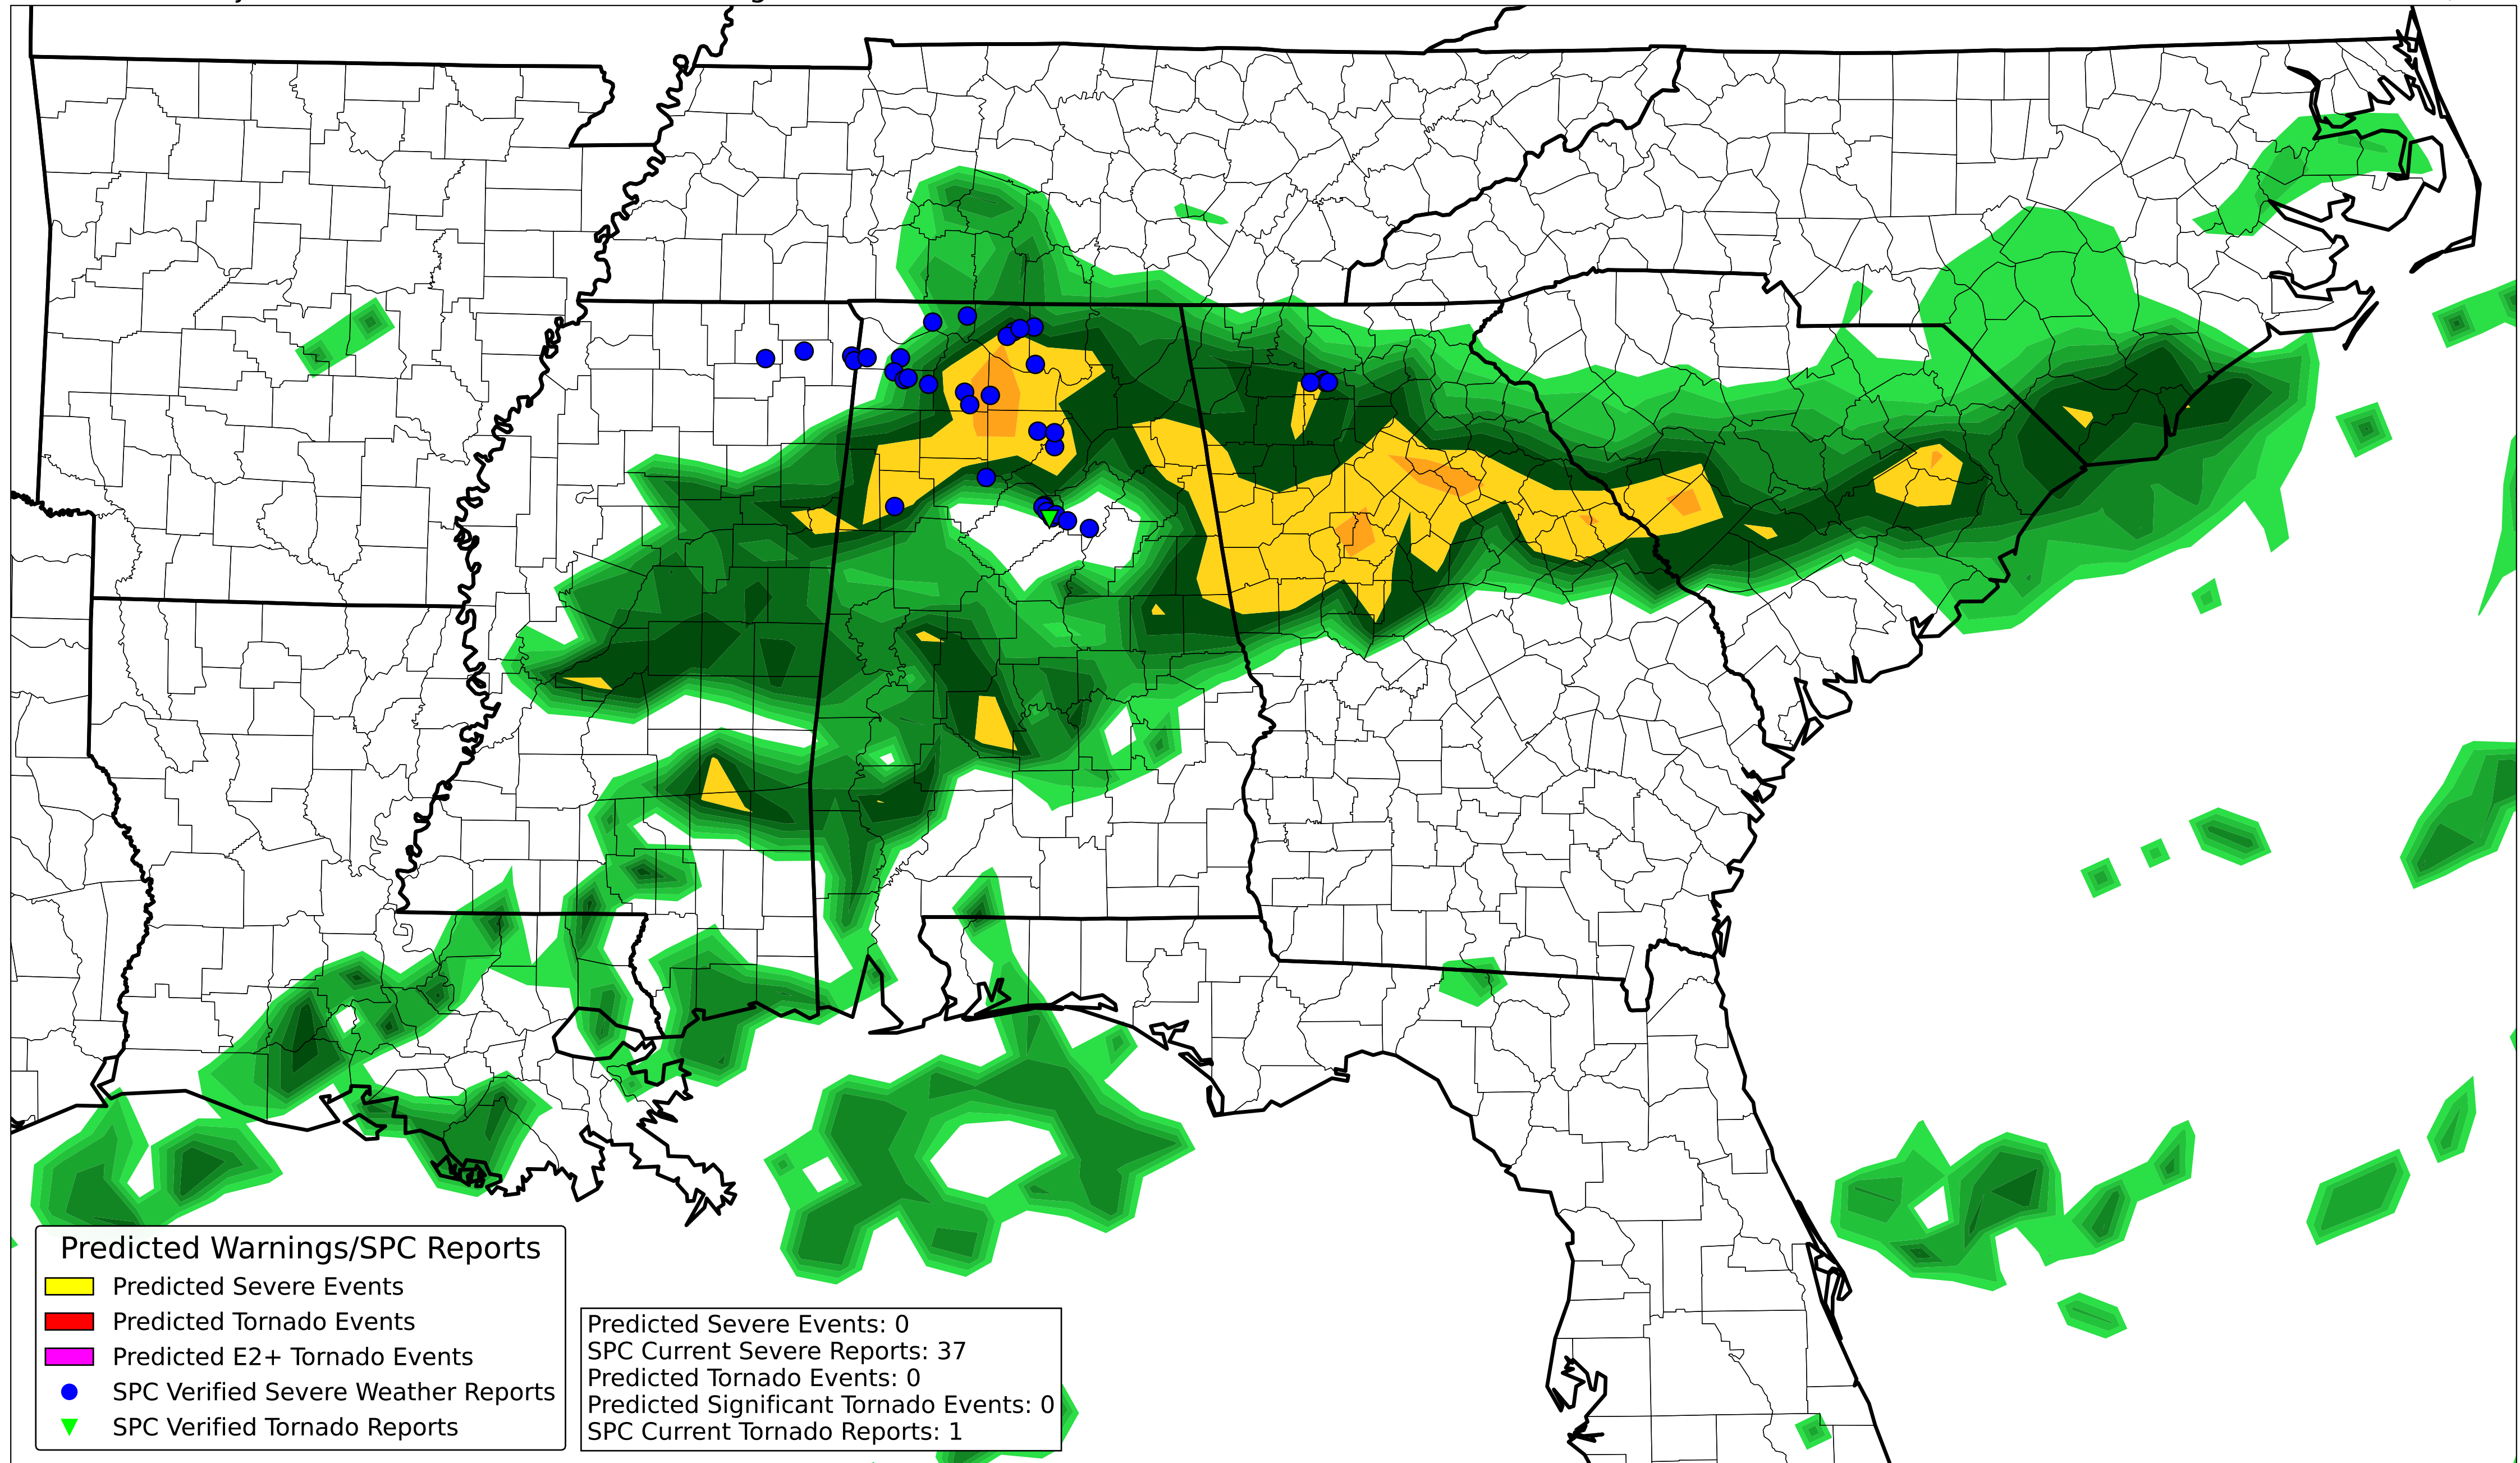 Predicted Warnings/SPC Reports
Predicted Severe Events
Predicted Tornado Events
Predicted E2+ Tornado Events
SPC Verified Severe Weather Reports
SPC Verified Tornado Reports
Predicted Severe Events: 0
SPC Current Severe Reports: 37
Predicted Tornado Events: 0
Predicted Significant Tornado Events: 0
SPC Current Tornado Reports: 1